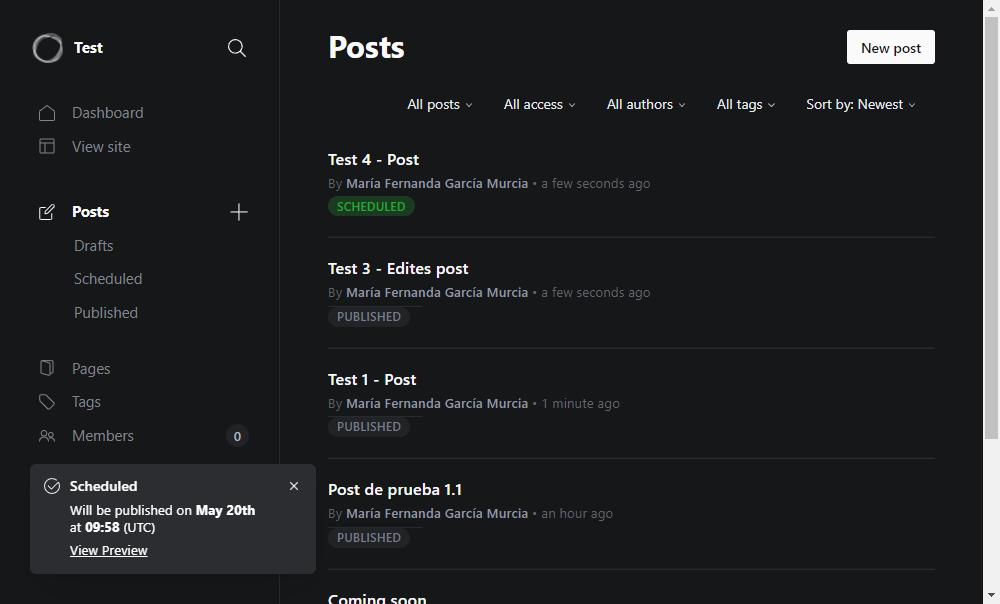 Test
Dashboard
View site
Posts
Drafts
Scheduled
Published
Pages
Tags
Members
0
Scheduled
Will be published on May 20th
at 09:58 (UTC)
View Preview
Posts
New post
All posts
All access
All authors
All tags
Sort by: Newest
Test 4 - Post
By María Fernanda García Murcia • a few seconds ago
SCHEDULED
Test 3 - Edites post
By María Fernanda García Murcia • a few seconds ago
PUBLISHED
Test 1 - Post
By María Fernanda García Murcia • 1 minute ago
PUBLISHED
Post de prueba 1.1
By María Fernanda García Murcia • an hour ago
PUBLISHED
Coming soon